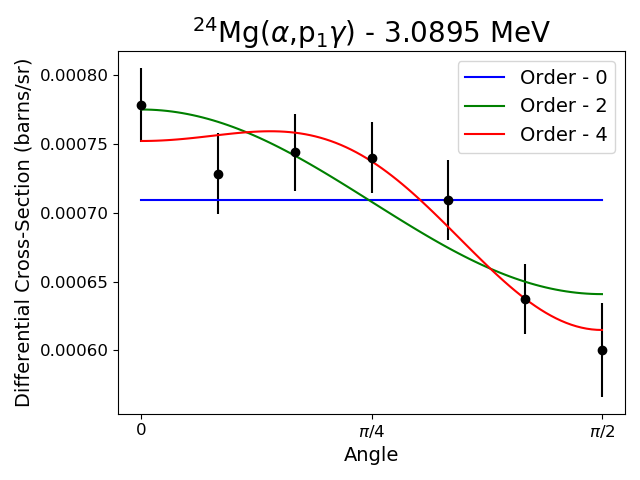 ²⁴Mg(α,p₁γ) - 3.0895 MeV
Differential Cross-Section (barns/sr)
0.00080
0.00075
0.00070
0.00065
0.00060
Order - 0
Order - 2
Order - 4
0
π/4
π/2
Angle